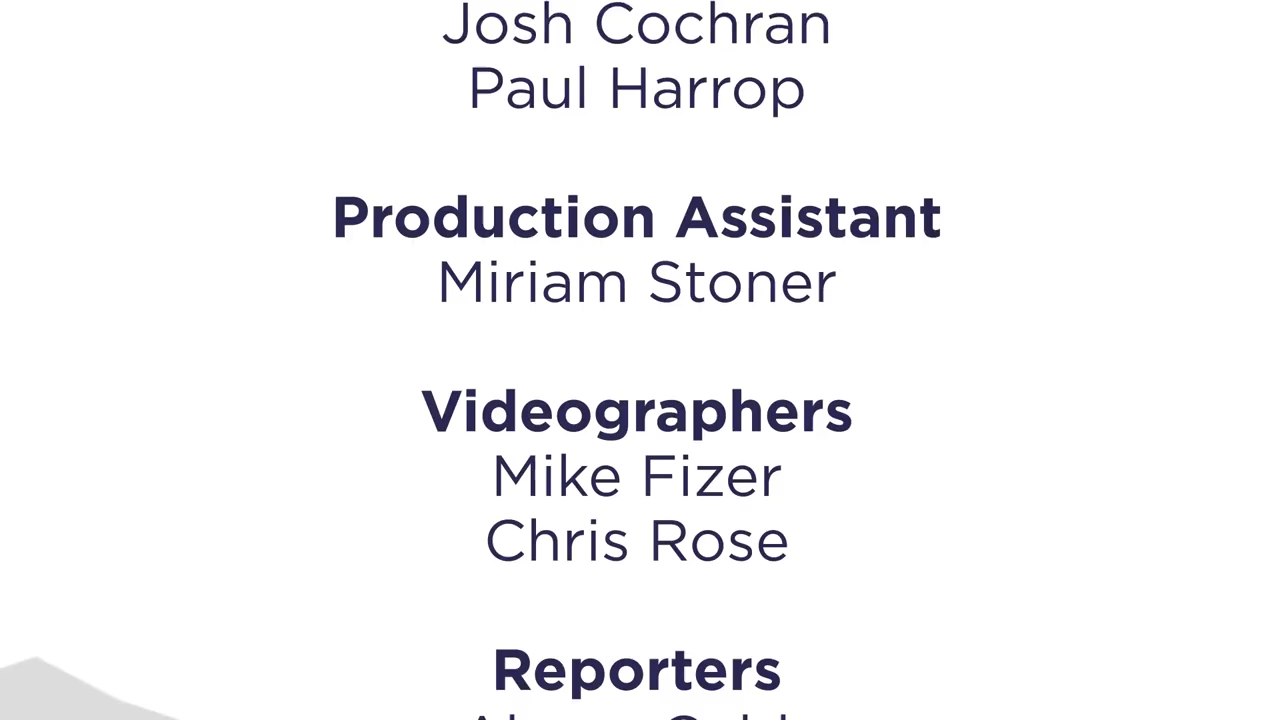 Josh Cochran
Paul Harrop
Production Assistant
Miriam Stoner
Videographers
Mike Fizer
Chris Rose
Reporters